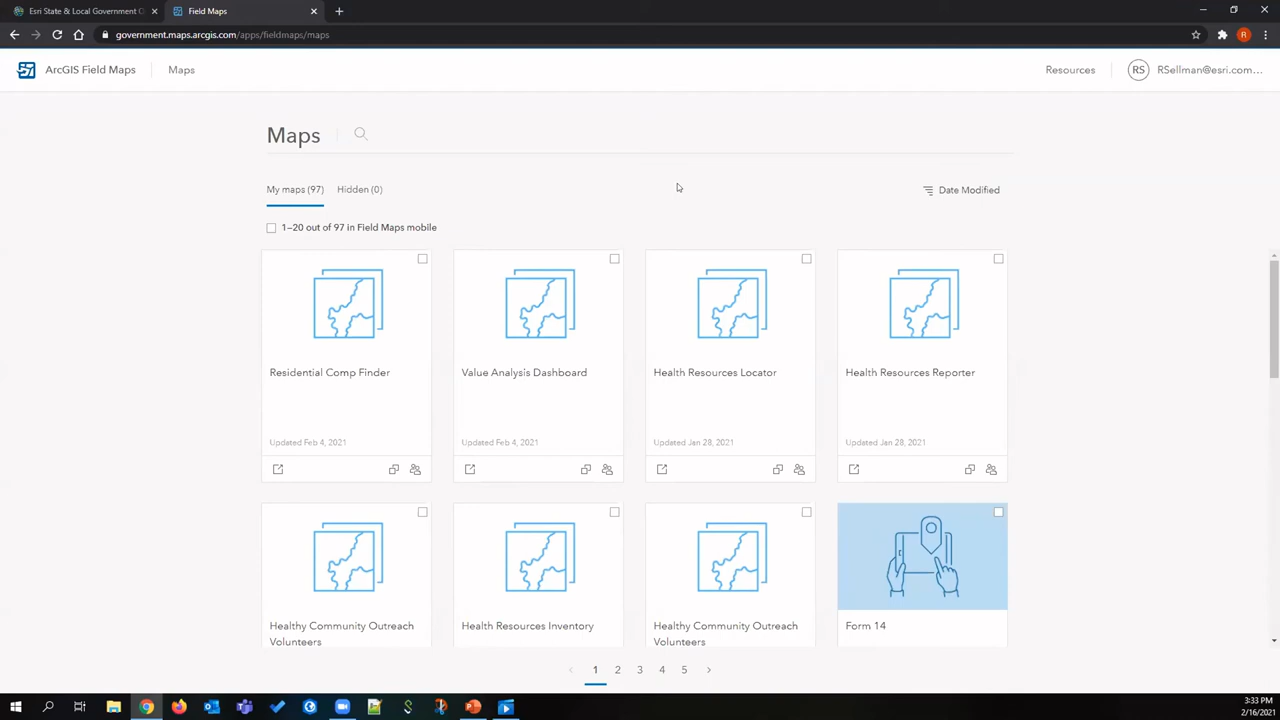 Esri State & Local Government C
Field Maps
government.maps.arcgis.com/apps/fieldmaps/maps
R
ArcGIS Field Maps
Maps
Resources
RS
RSellman@esri.com...
Maps
My maps (97)
Hidden (0)
Date Modified
1–20 out of 97 in Field Maps mobile
Residential Comp Finder
Value Analysis Dashboard
Health Resources Locator
Health Resources Reporter
Updated Feb 4, 2021
Updated Feb 4, 2021
Updated Jan 28, 2021
Updated Jan 28, 2021
Healthy Community Outreach
Volunteers
Health Resources Inventory
Healthy Community Outreach
Volunteers
Form 14
1 2 3 4 5
3:33 PM
2/16/2021